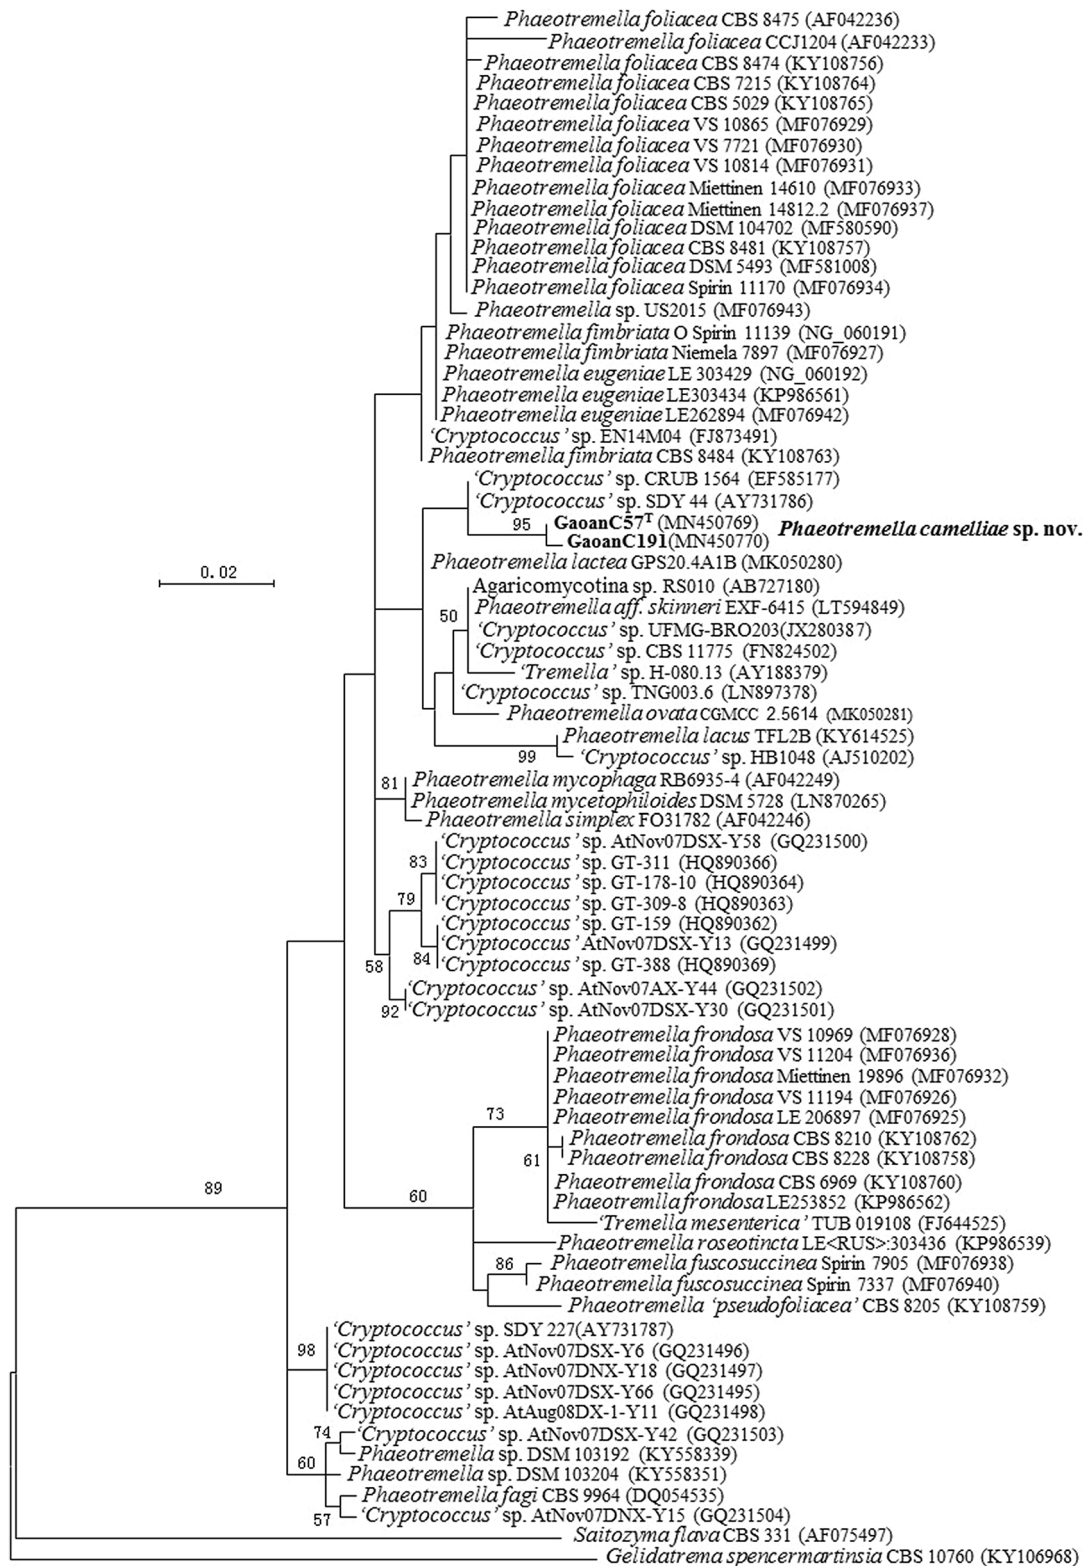 Phaeotremella foliacea CBS 8475 (AF042236)
Phaeotremella foliacea CCJ1204 (AF042233)
Phaeotremella foliacea CBS 8474 (KY108756)
Phaeotremella foliacea CBS 7215 (KY108764)
Phaeotremella foliacea CBS 5029 (KY108765)
Phaeotremella foliacea VS 10865 (MF076929)
Phaeotremella foliacea VS 7721 (MF076930)
Phaeotremella foliacea VS 10814 (MF076931)
Phaeotremella foliacea Miettinen 14610 (MF076933)
Phaeotremella foliacea Miettinen 14812.2 (MF076937)
Phaeotremella foliacea DSM 104702 (MF580590)
Phaeotremella foliacea CBS 8481 (KY108757)
Phaeotremella foliacea DSM 5493 (MF581008)
Phaeotremella foliacea Spirin 11170 (MF076934)
Phaeotremella sp. US2015 (MF076943)
Phaeotremella fimbriata O Spirin 11139 (NG_060191)
Phaeotremella fimbriata Niemela 7897 (MF076927)
Phaeotremella eugeniae LE 303429 (NG_060192)
Phaeotremella eugeniae LE303434 (KP986561)
Phaeotremella eugeniae LE262894 (MF076942)
‘Cryptococcus’ sp. EN14M04 (FJ873491)
Phaeotremella fimbriata CBS 8484 (KY108763)
‘Cryptococcus’ sp. CRUB 1564 (EF585177)
‘Cryptococcus’ sp. SDY 44 (AY731786)
95 GaoanC57ᵀ (MN450769) Phaeotremella camelliae sp. nov.
GaoanC191(MN450770)
Phaeotremella lactea GPS20.4A1B (MK050280)
0.02
Agaricomycotina sp. RS010 (AB727180)
Phaeotremella aff. skinneri EXF-6415 (LT594849)
50
‘Cryptococcus’ sp. UFMG-BRO203(JX280387)
‘Cryptococcus’ sp. CBS 11775 (FN824502)
‘Tremella’ sp. H-080.13 (AY188379)
‘Cryptococcus’ sp. TNG003.6 (LN897378)
Phaeotremella ovata CGMCC 2.5614 (MK050281)
Phaeotremella lacus TFL2B (KY614525)
99 ‘Cryptococcus’ sp. HB1048 (AJ510202)
81 Phaeotremella mycophaga RB6935-4 (AF042249)
Phaeotremella mycetophiloides DSM 5728 (LN870265)
Phaeotremella simplex FO31782 (AF042246)
‘Cryptococcus’ sp. AtNov07DSX-Y58 (GQ231500)
83 ‘Cryptococcus’ sp. GT-311 (HQ890366)
‘Cryptococcus’ sp. GT-178-10 (HQ890364)
79 ‘Cryptococcus’ sp. GT-309-8 (HQ890363)
‘Cryptococcus’ sp. GT-159 (HQ890362)
‘Cryptococcus’ AtNov07DSX-Y13 (GQ231499)
58 84 ‘Cryptococcus’ sp. GT-388 (HQ890369)
‘Cryptococcus’ sp. AtNov07AX-Y44 (GQ231502)
92 ‘Cryptococcus’ sp. AtNov07DSX-Y30 (GQ231501)
Phaeotremella frondosa VS 10969 (MF076928)
Phaeotremella frondosa VS 11204 (MF076936)
Phaeotremella frondosa Miettinen 19896 (MF076932)
Phaeotremella frondosa VS 11194 (MF076926)
73 Phaeotremella frondosa LE 206897 (MF076925)
Phaeotremella frondosa CBS 8210 (KY108762)
61 Phaeotremella frondosa CBS 8228 (KY108758)
Phaeotremella frondosa CBS 6969 (KY108760)
89 60 Phaeotremlla frondosa LE253852 (KP986562)
‘Tremella mesenterica’ TUB 019108 (FJ644525)
Phaeotremella roseotincta LE<RUS>:303436 (KP986539)
86 Phaeotremella fuscosuccinea Spirin 7905 (MF076938)
Phaeotremella fuscosuccinea Spirin 7337 (MF076940)
Phaeotremella ‘pseudofoliacea’ CBS 8205 (KY108759)
‘Cryptococcus’ sp. SDY 227(AY731787)
98 ‘Cryptococcus’ sp. AtNov07DSX-Y6 (GQ231496)
‘Cryptococcus’ sp. AtNov07DNX-Y18 (GQ231497)
‘Cryptococcus’ sp. AtNov07DSX-Y66 (GQ231495)
‘Cryptococcus’ sp. AtAug08DX-1-Y11 (GQ231498)
74 ‘Cryptococcus’ sp. AtNov07DSX-Y42 (GQ231503)
Phaeotremella sp. DSM 103192 (KY558339)
60 Phaeotremella sp. DSM 103204 (KY558351)
Phaeotremella fagi CBS 9964 (DQ054535)
57 ‘Cryptococcus’ sp. AtNov07DNX-Y15 (GQ231504)
Saitozyma flava CBS 331 (AF075497)
Gelidatrema spencermartinsia CBS 10760 (KY106968)